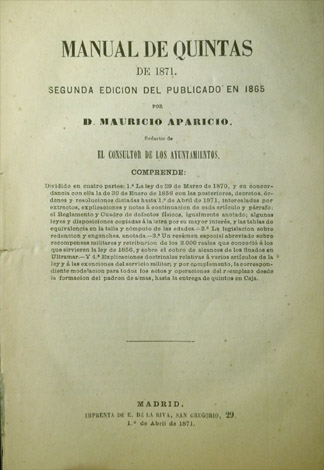 MANUAL DE QUINTAS
DE 1871.
SEGUNDA EDICION DEL PUBLICADO EN 1865
POR
D. MAURICIO APARICIO.
Redactor de
EL CONSULTOR DE LOS AYUNTAMIENTOS.
COMPRENDE:
Dividido en cuatro partes: 1.ª La ley de 29 de Marzo de 1870, y su concor-
dancia con ella la de 30 de Enero de 1856 con las posteriores, decretos, ór-
denes y resoluciones dictadas hasta 1.º de Abril de 1871, intercaladas por
extractos, explicaciones y notas á continuacion de cada artículo y párrafo;
el Reglamento y Cuadro de defectos físicos, igualmente anotado; algunas
leyes y disposiciones copiadas á la letra por su mayor interés, y las tablas de
equivalencia en la talla y cómputo de las edades.—2.ª La legislacion sobre
redencion y enganches, anotada.—3.ª Un resúmen especial abreviado sobre
recompensas militares y retribucion de los 2.000 reales que concedió á los
que sirvieron la ley de 1856, y sobre el cobro de alcances de los finados en
Ultramar.—Y 4.ª Explicaciones doctrinales relativas á varios artículos de la
ley y á las exenciones del servicio militar; y por complemento, la correspon-
diente modelacion para todos los actos y operaciones del reemplazo desde
la formacion del padron de almas, hasta la entrega de quintos en Caja.
MADRID.
IMPRENTA DE E. DE LA RIVA, SAN GREGORIO, 29
1.º de Abril de 1871.